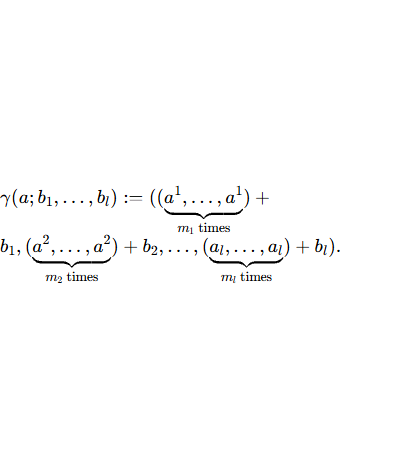 γ(a; b₁, …, b_l) := ((a¹, …, a¹) +
m₁ times
b₁, (a², …, a²) + b₂, …, (a_l, …, a_l) + b_l).
m₂ times m_l times